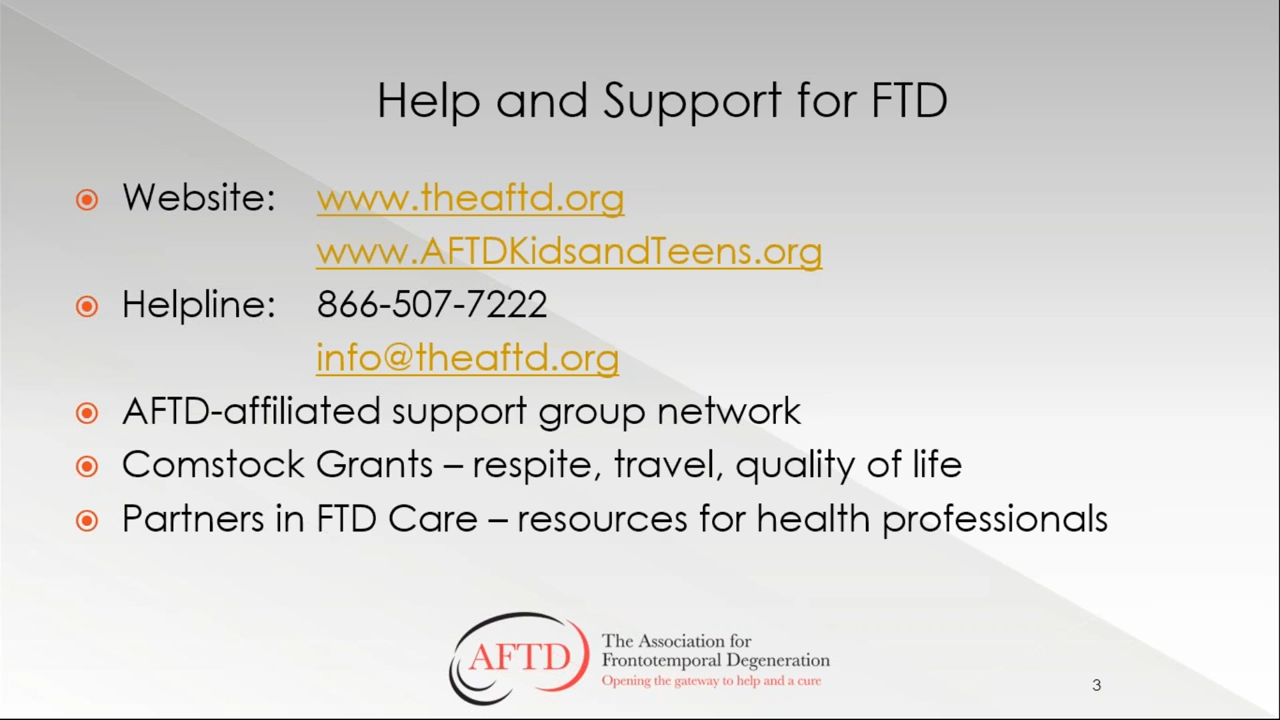 Help and Support for FTD
Website: www.theaftd.org
www.AFTDKidsandTeens.org
Helpline: 866-507-7222
info@theaftd.org
AFTD-affiliated support group network
Comstock Grants – respite, travel, quality of life
Partners in FTD Care – resources for health professionals
AFTD
The Association for
Frontotemporal Degeneration
Opening the gateway to help and a cure
3